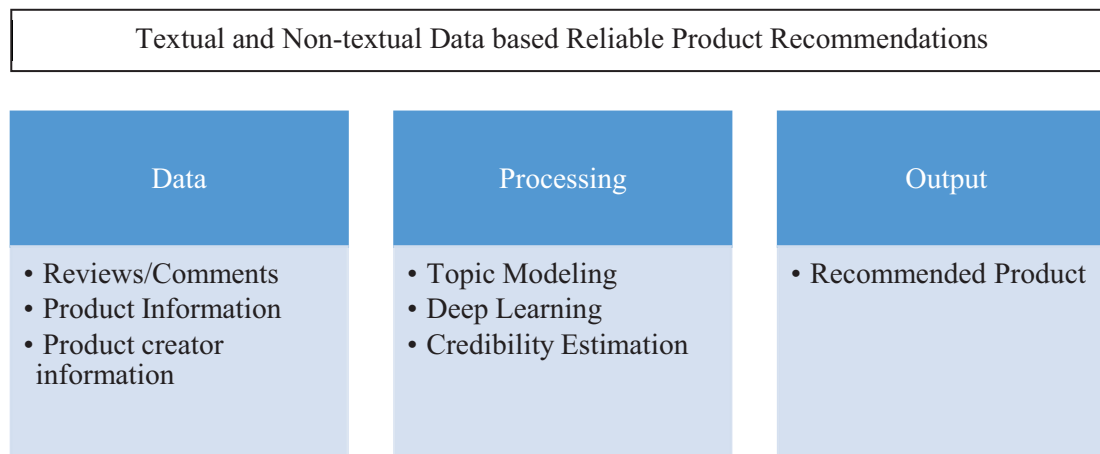 Textual and Non-textual Data based Reliable Product Recommendations
Data
• Reviews/Comments
• Product Information
• Product creator
information
Processing
• Topic Modeling
• Deep Learning
• Credibility Estimation
Output
• Recommended Product